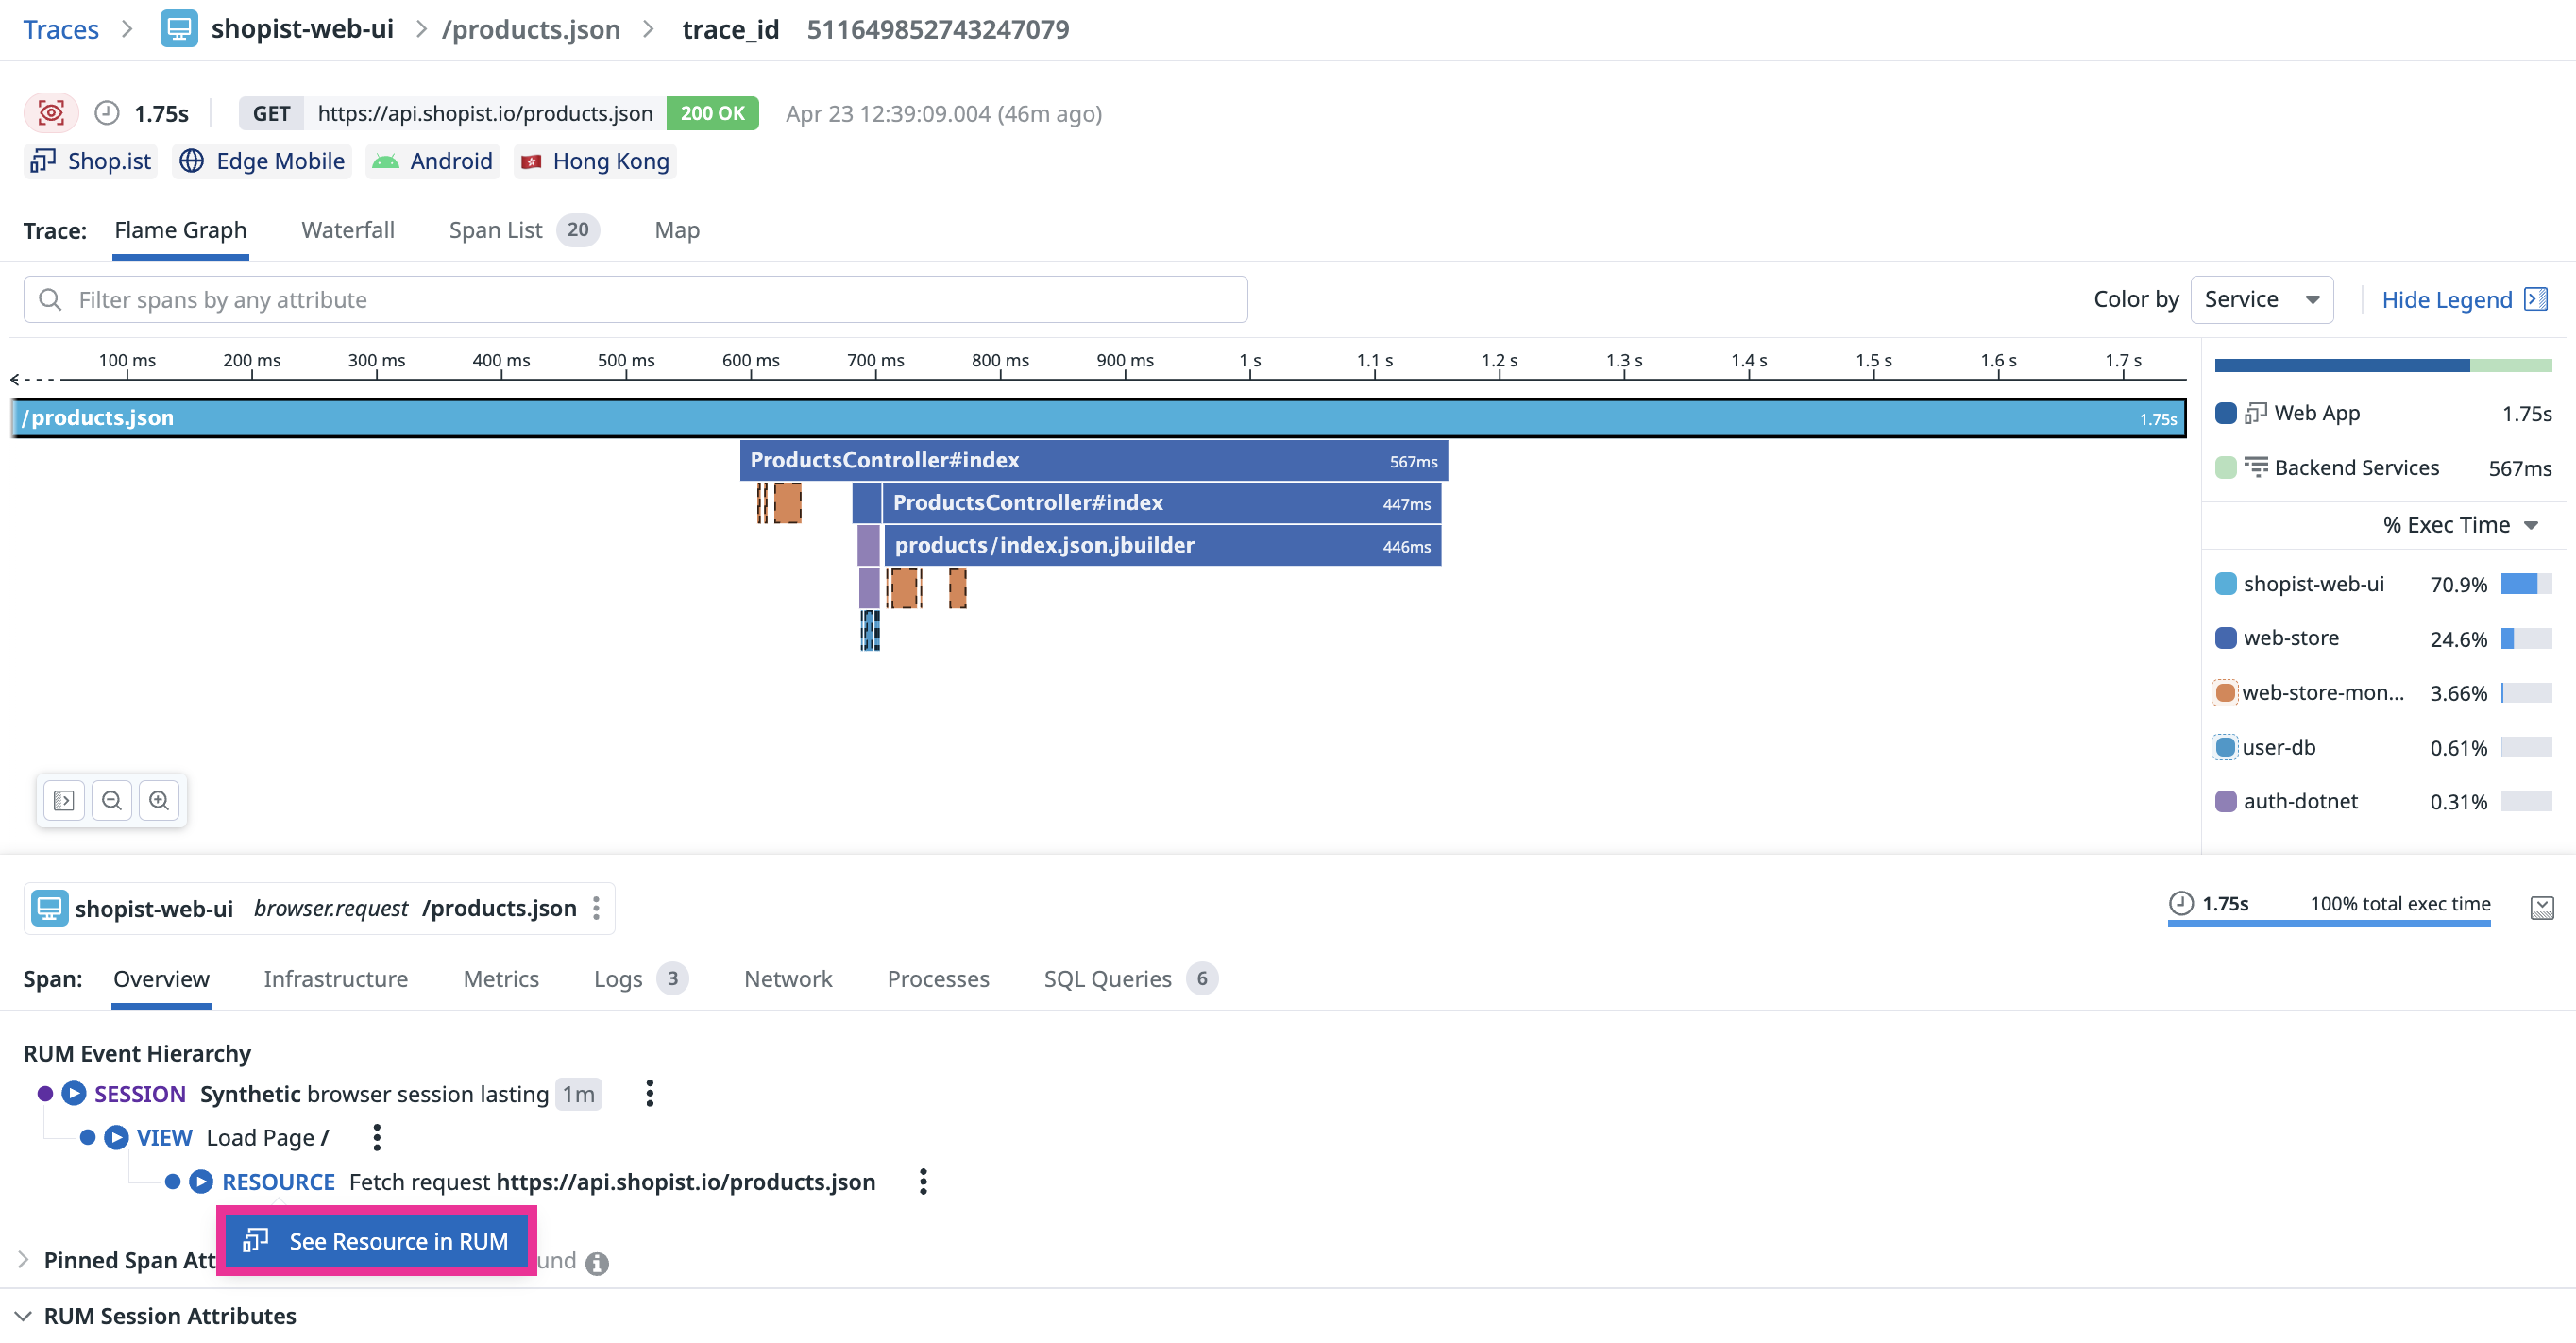 Traces > shopist-web-ui > /products.json > trace_id 511649852743247079
1.75s GET https://api.shopist.io/products.json 200 OK Apr 23 12:39:09.004 (46m ago)
Shop.ist Edge Mobile Android Hong Kong
Trace: Flame Graph Waterfall Span List 20 Map
Filter spans by any attribute Color by Service Hide Legend
100 ms 200 ms 300 ms 400 ms 500 ms 600 ms 700 ms 800 ms 900 ms 1 s 1.1 s 1.2 s 1.3 s 1.4 s 1.5 s 1.6 s 1.7 s
/products.json 1.75s
ProductsController#index 567ms
ProductsController#index 447ms
products/index.json.jbuilder 446ms
Web App 1.75s
Backend Services 567ms
% Exec Time
shopist-web-ui 70.9%
web-store 24.6%
web-store-mon... 3.66%
user-db 0.61%
auth-dotnet 0.31%
shopist-web-ui browser.request /products.json 1.75s 100% total exec time
Span: Overview Infrastructure Metrics Logs 3 Network Processes SQL Queries 6
RUM Event Hierarchy
SESSION Synthetic browser session lasting 1m
VIEW Load Page /
RESOURCE Fetch request https://api.shopist.io/products.json
See Resource in RUM
Pinned Span Att und
RUM Session Attributes